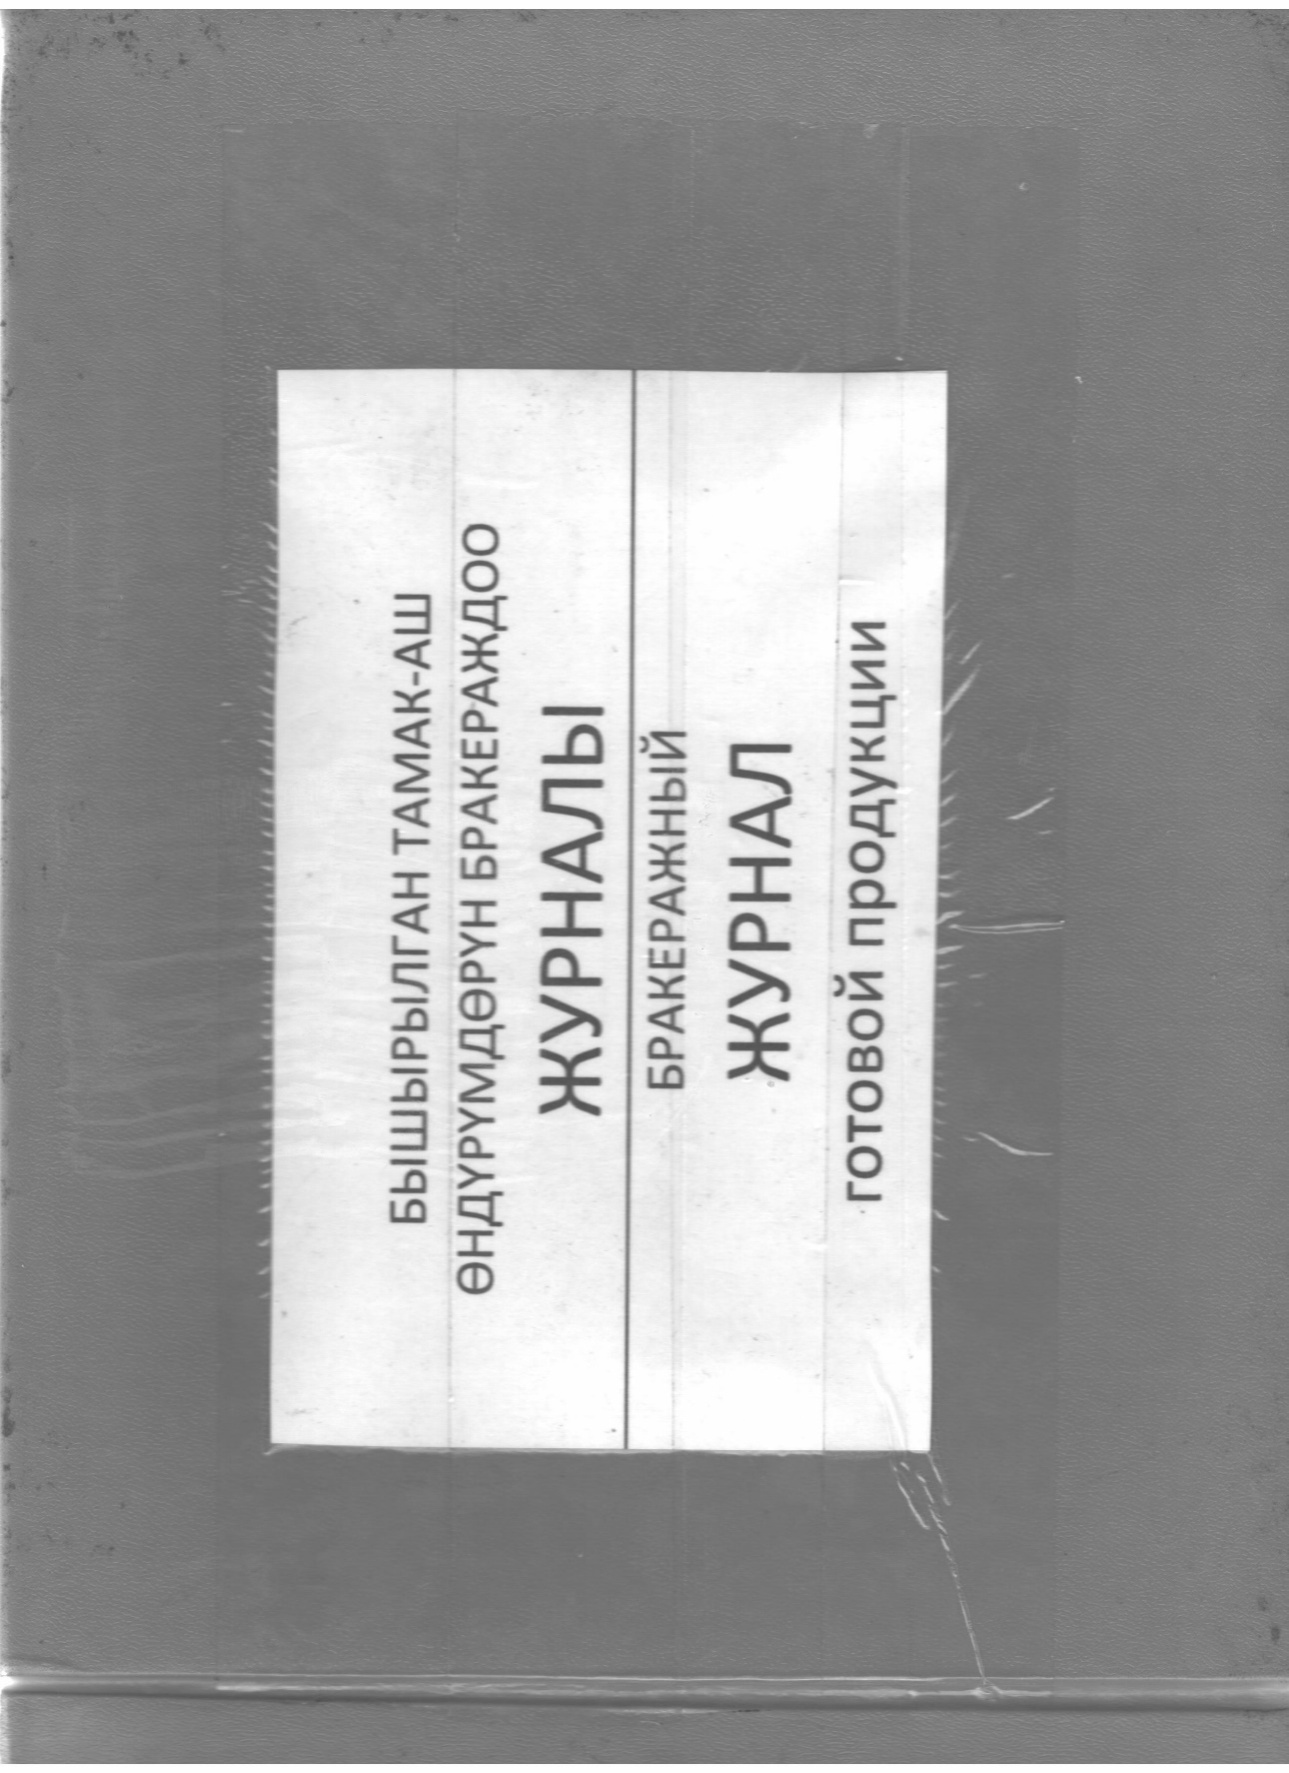 БЫШЫРЫЛГАН ТАМАК-АШ
ӨНДҮРҮМДӨРҮН БРАКЕРАЖДОО
ЖУРНАЛЫ
БРАКЕРАЖНЫЙ
ЖУРНАЛ
готовой продукции